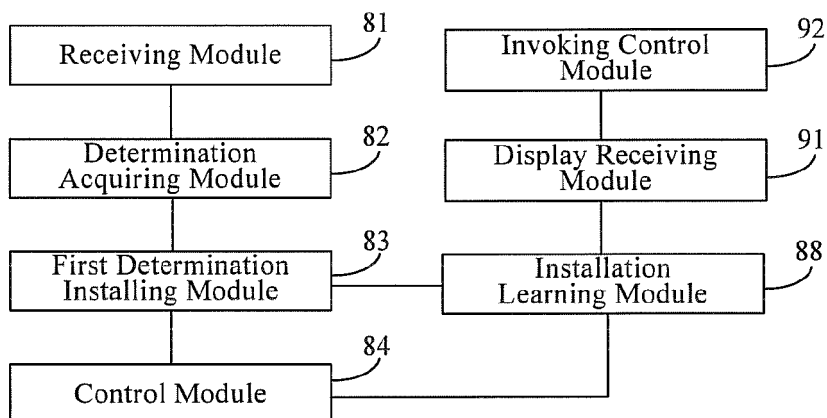 81
Receiving Module
82
Determination
Acquiring Module
83
First Determination
Installing Module
84
Control Module
92
Invoking Control
Module
91
Display Receiving
Module
88
Installation
Learning Module